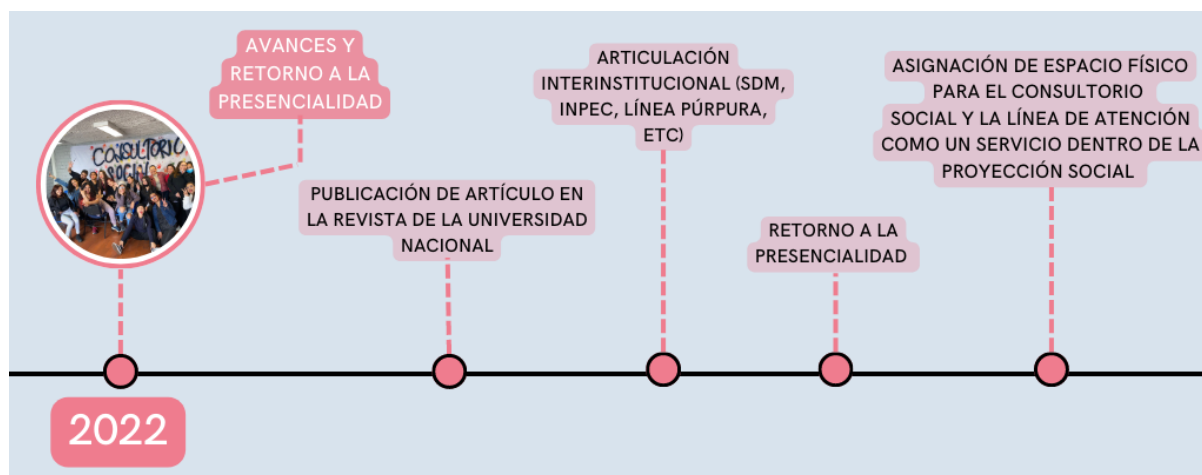 AVANCES Y
RETORNO A LA
PRESENCIALIDAD
CONSULTORIO
SOCIAL
PUBLICACIÓN DE ARTÍCULO EN
LA REVISTA DE LA UNIVERSIDAD
NACIONAL
ARTICULACIÓN
INTERINSTITUCIONAL (SDM,
INPEC, LÍNEA PÚRPURA,
ETC)
RETORNO A LA
PRESENCIALIDAD
ASIGNACIÓN DE ESPACIO FÍSICO
PARA EL CONSULTORIO
SOCIAL Y LA LÍNEA DE ATENCIÓN
COMO UN SERVICIO DENTRO DE LA
PROYECCIÓN SOCIAL
2022